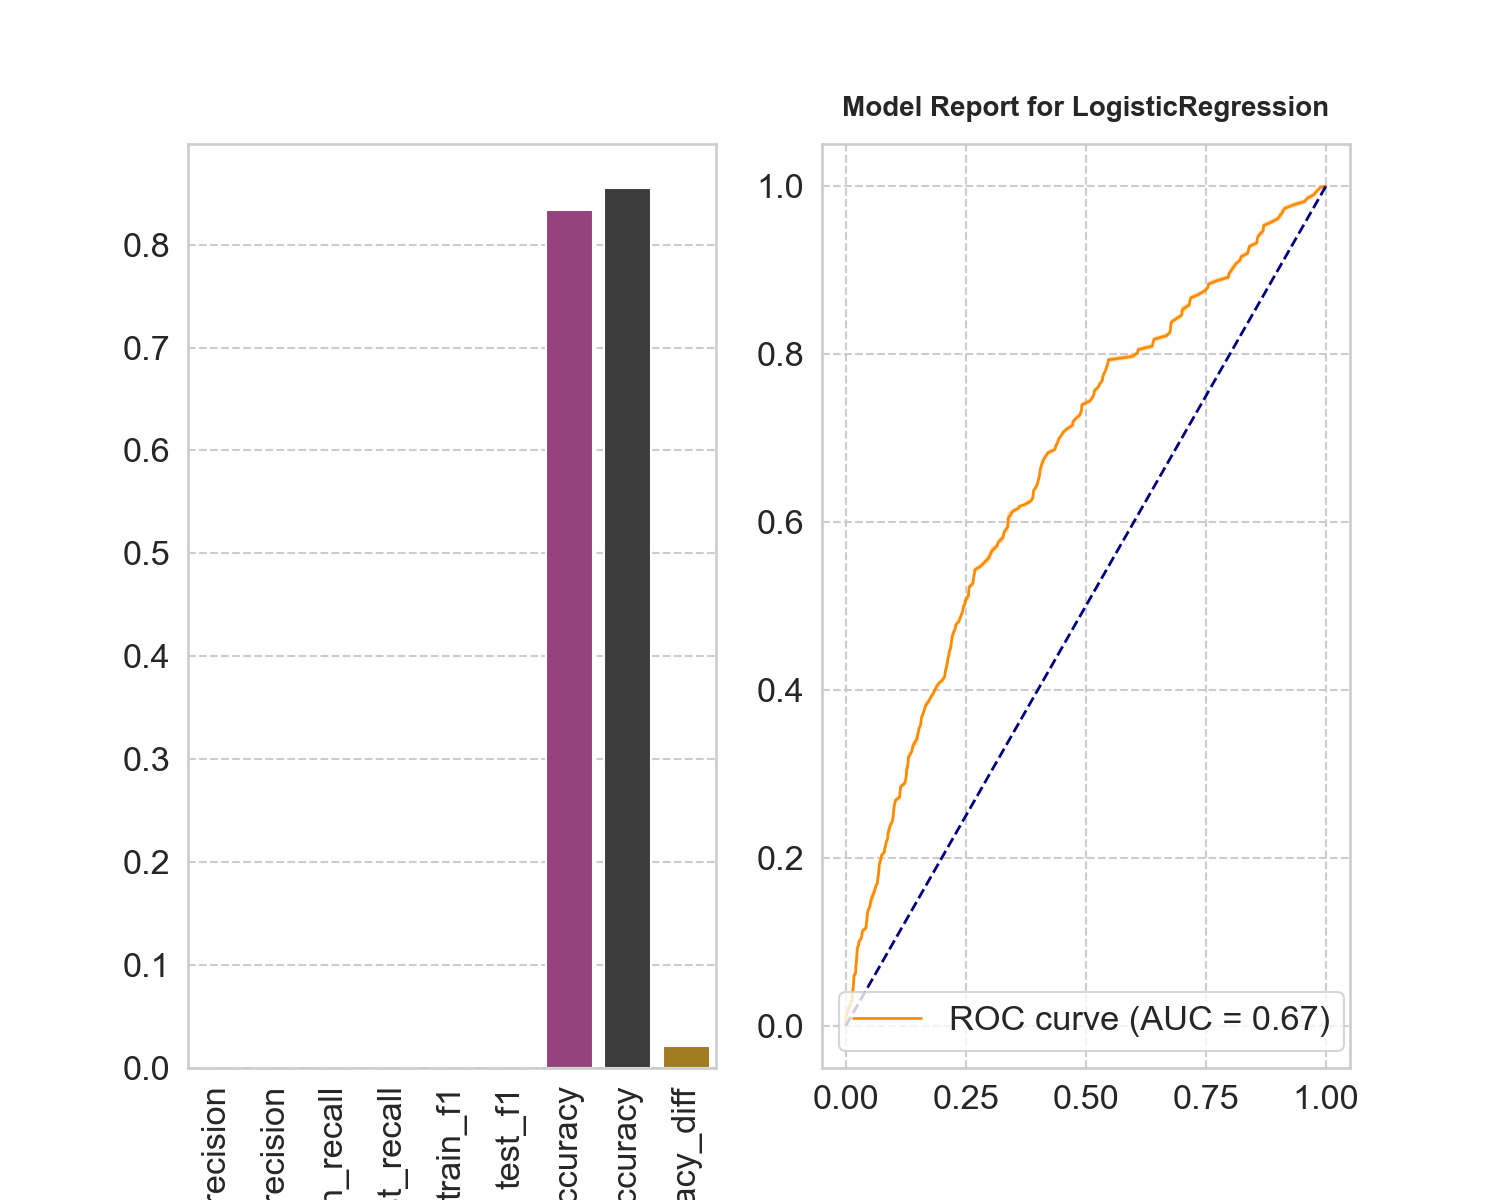 Model Report for LogisticRegression
0.8
0.7
0.6
0.5
0.4
0.3
0.2
0.1
0.0
recision
recision
n_recall
t_recall
train_f1
test_f1
ccuracy
ccuracy
acy_diff
1.0
0.8
0.6
0.4
0.2
0.0
ROC curve (AUC = 0.67)
0.00 0.25 0.50 0.75 1.00